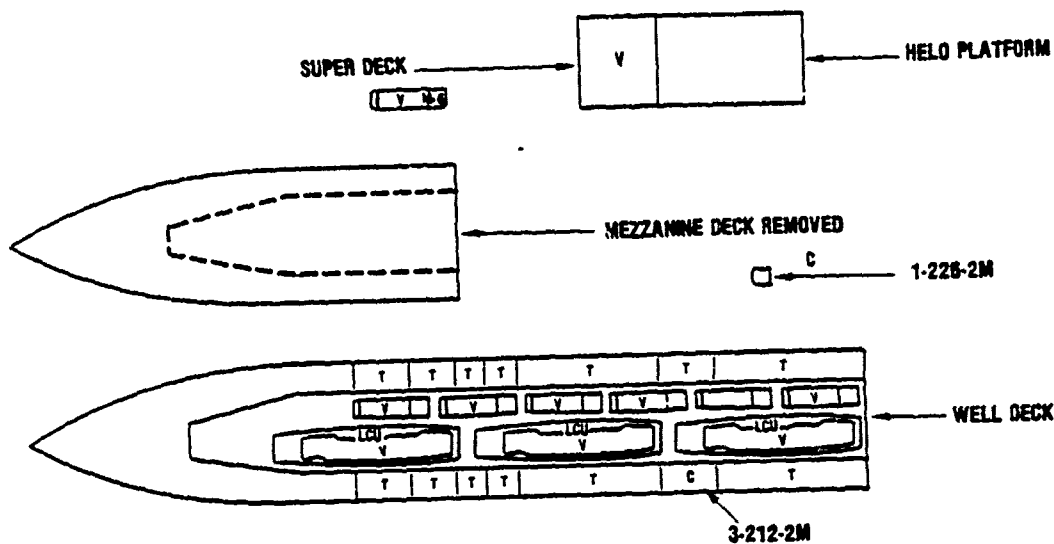 SUPER DECK
V
HELO PLATFORM
V
MEZZANINE DECK REMOVED
C
1-226-2M
T T T T T T T
V V V V V
LCU LCU LCU
V V V
WELL DECK
T T T T T C T
3-212-2M